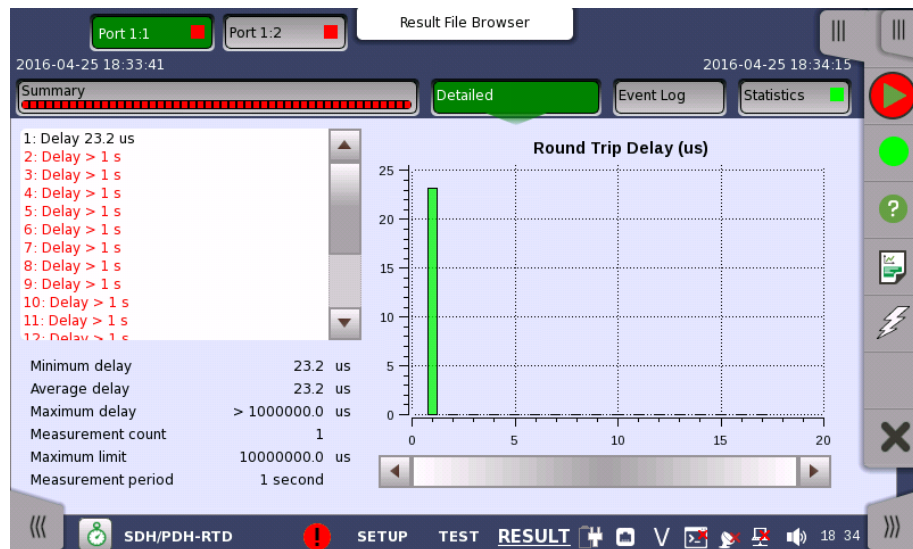 Port 1:1
Port 1:2
Result File Browser
2016-04-25 18:33:41
2016-04-25 18:34:15
Summary
Detailed
Event Log
Statistics
1: Delay 23.2 us
2: Delay > 1 s
3: Delay > 1 s
4: Delay > 1 s
5: Delay > 1 s
6: Delay > 1 s
7: Delay > 1 s
8: Delay > 1 s
9: Delay > 1 s
10: Delay > 1 s
11: Delay > 1 s
12: Delay > 1 s
Round Trip Delay (us)
25
20
15
10
5
0
0 5 10 15 20
Minimum delay 23.2 us
Average delay 23.2 us
Maximum delay > 1000000.0 us
Measurement count 1
Maximum limit 10000000.0 us
Measurement period 1 second
SDH/PDH-RTD
SETUP
TEST
RESULT
18 34